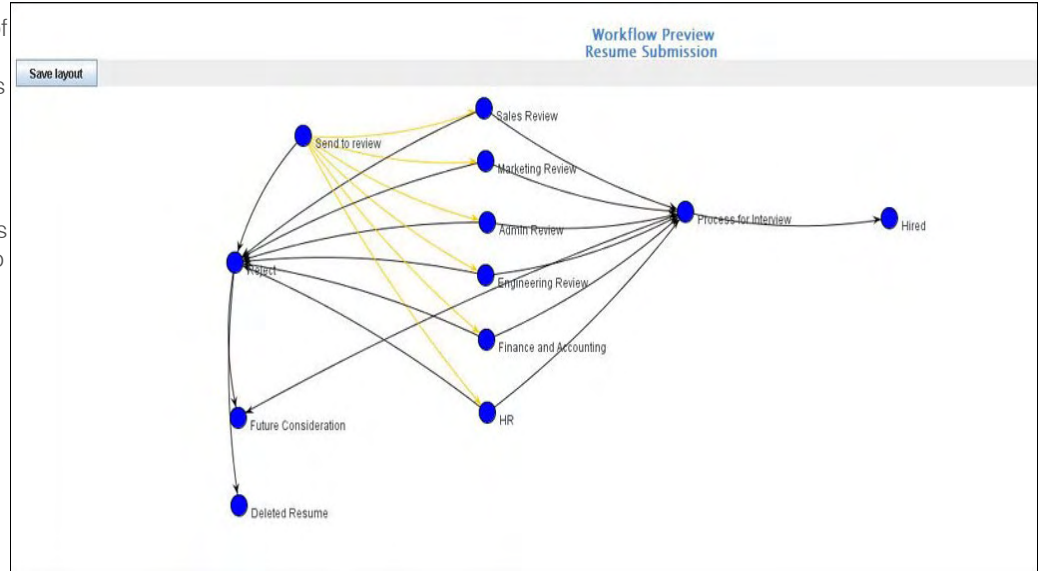 of
s
s
Workflow Preview
Resume Submission
Save layout
Sales Review
Send to review
Marketing Review
Process for Interview
Hired
Admin Review
Reject
Engineering Review
Finance and Accounting
HR
Future Consideration
Deleted Resume